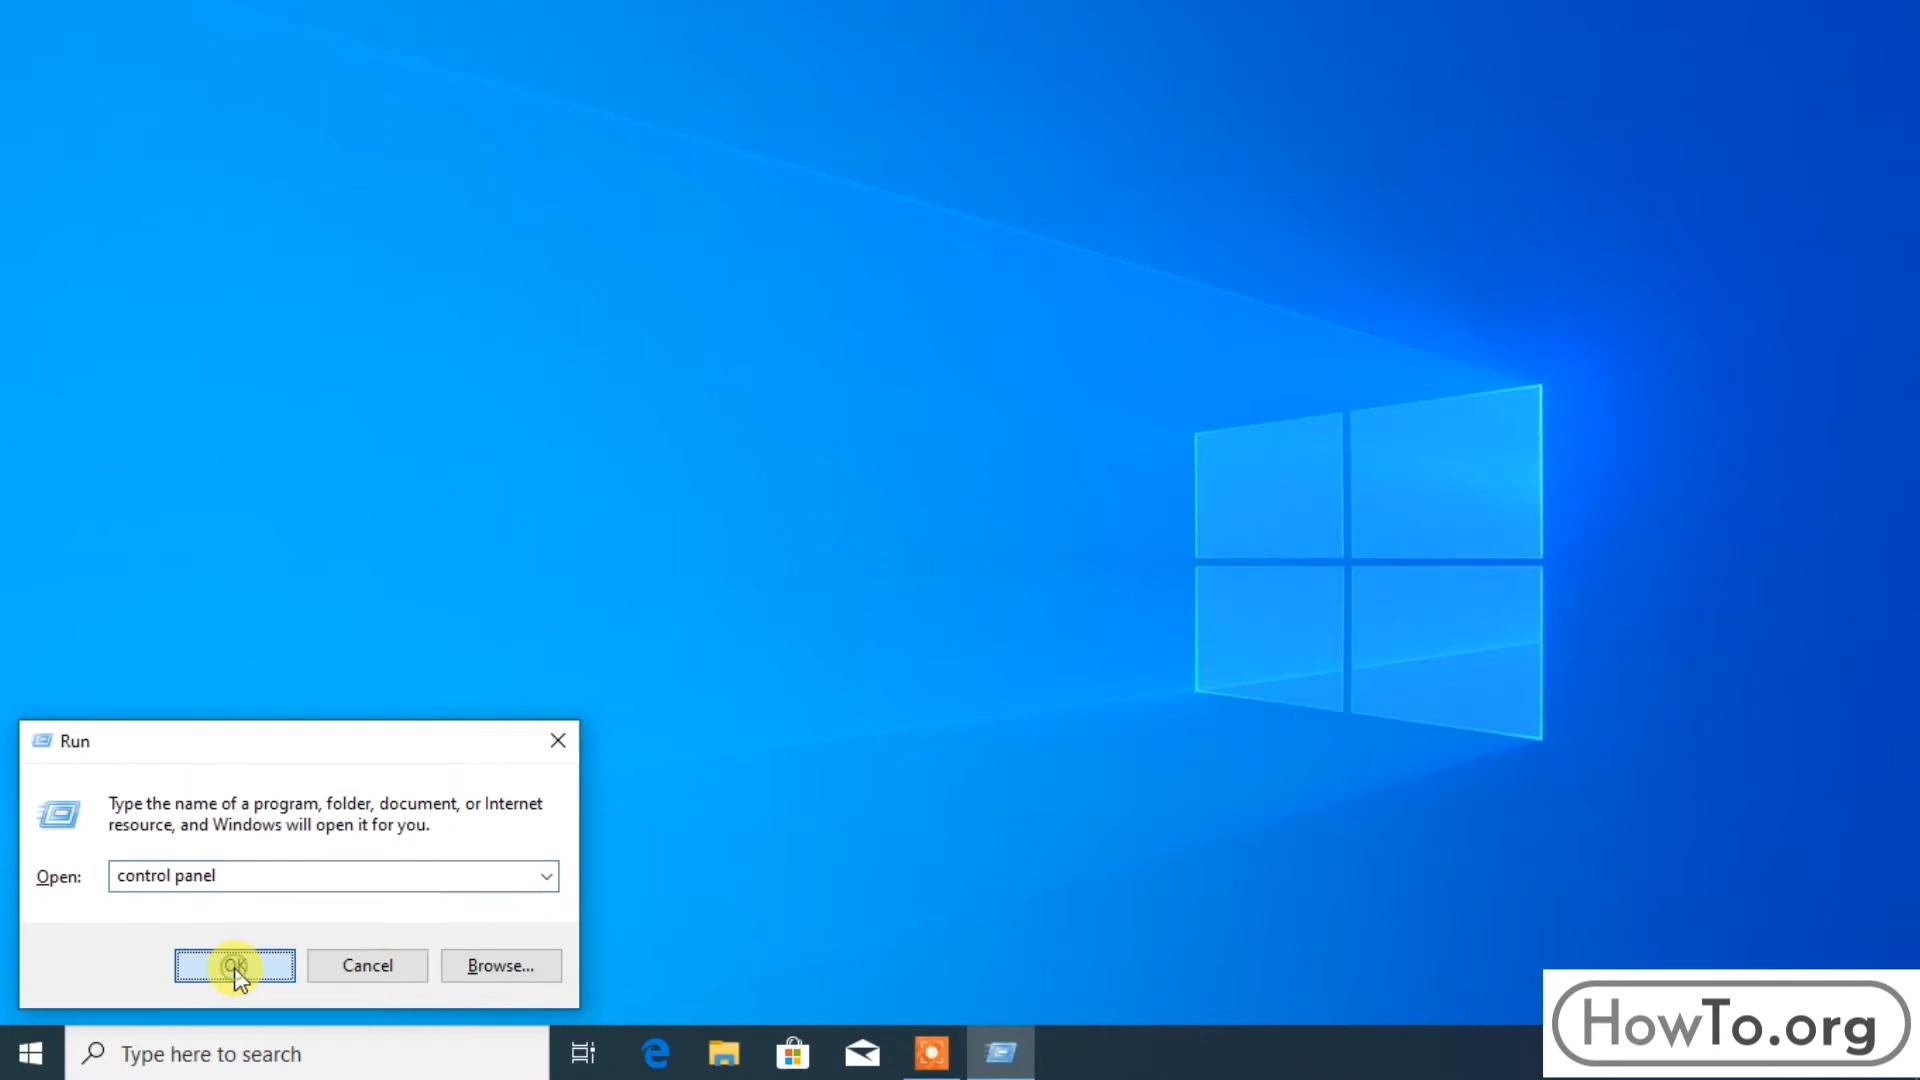 Run
Type the name of a program, folder, document, or Internet
resource, and Windows will open it for you.
Open:
control panel
OK
Cancel
Browse...
Type here to search
HowTo.org